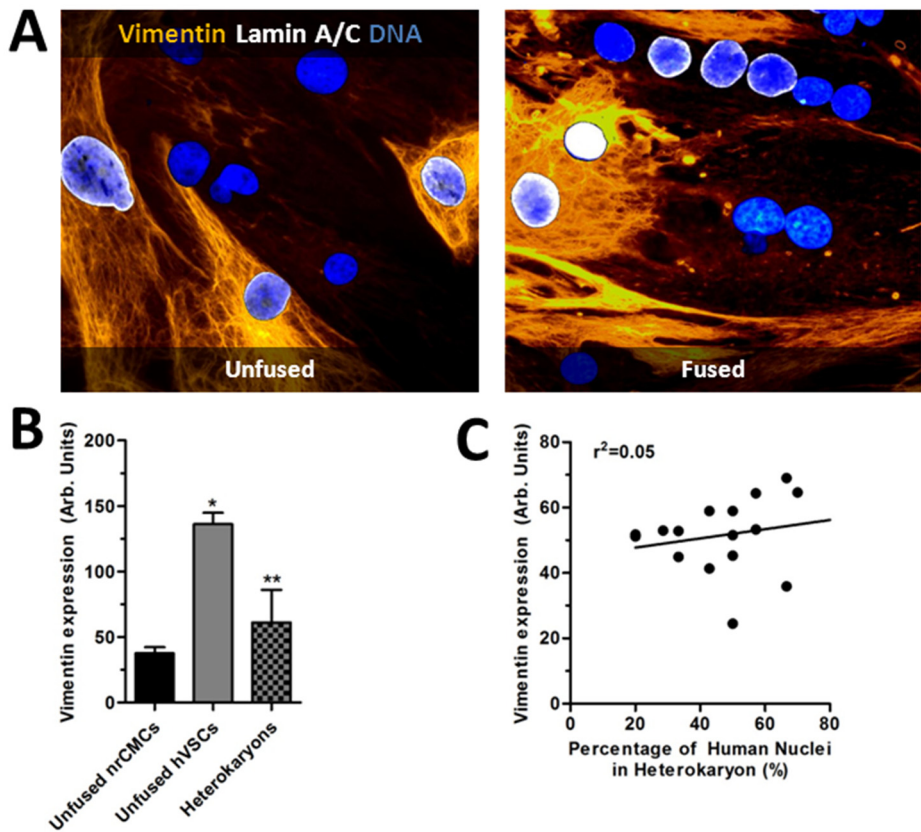 A
Vimentin Lamin A/C DNA
Unfused
Fused
B
Vimentin expression (Arb. Units)
200
150
100
50
0
*
**
Unfused nrCMCs
Unfused hVSCs
Heterokaryons
C
Vimentin expression (Arb. Units)
80
60
40
20
0
r²=0.05
0 20 40 60 80
Percentage of Human Nuclei
in Heterokaryon (%)